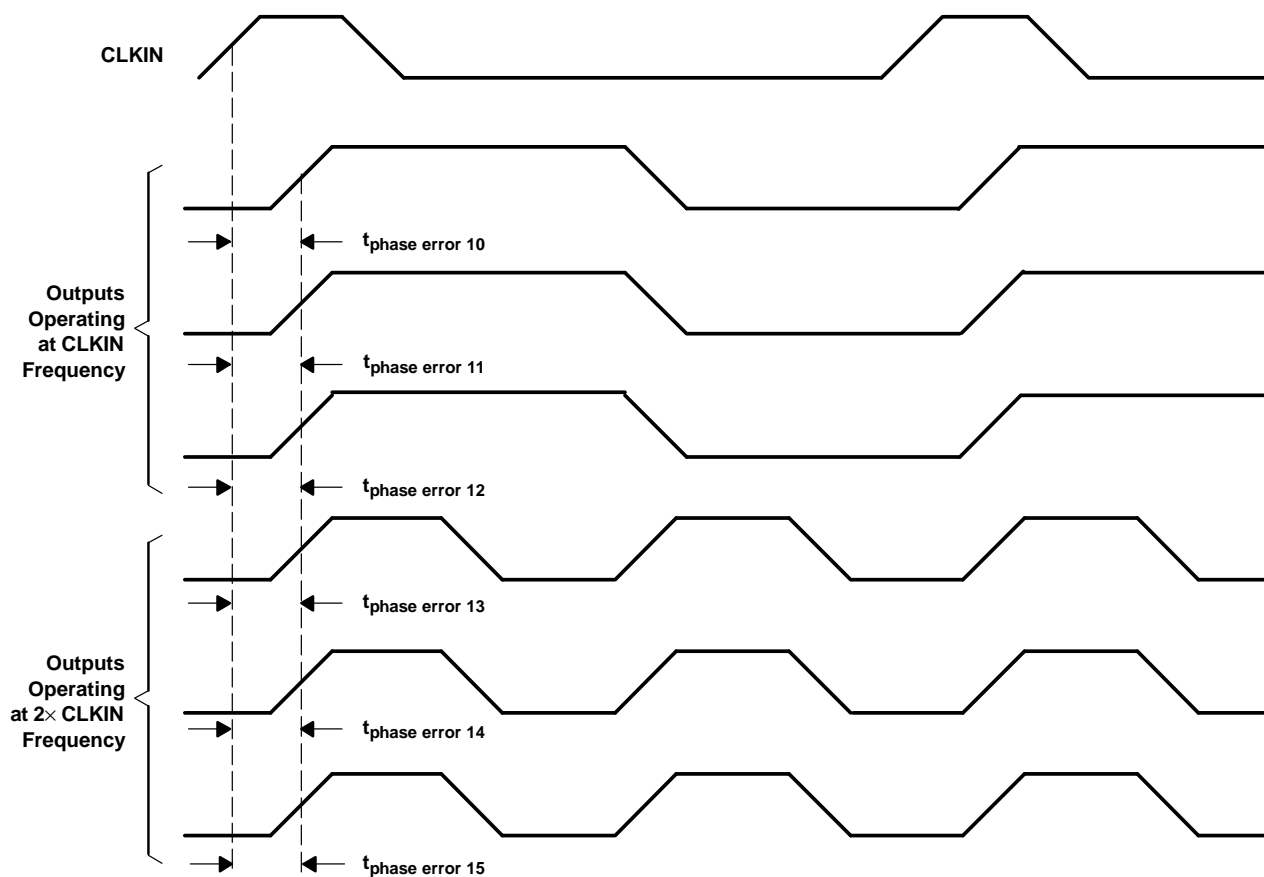 CLKIN
t phase error 10
Outputs
Operating
at CLKIN
Frequency
t phase error 11
t phase error 12
t phase error 13
Outputs
Operating
at 2× CLKIN
Frequency
t phase error 14
t phase error 15